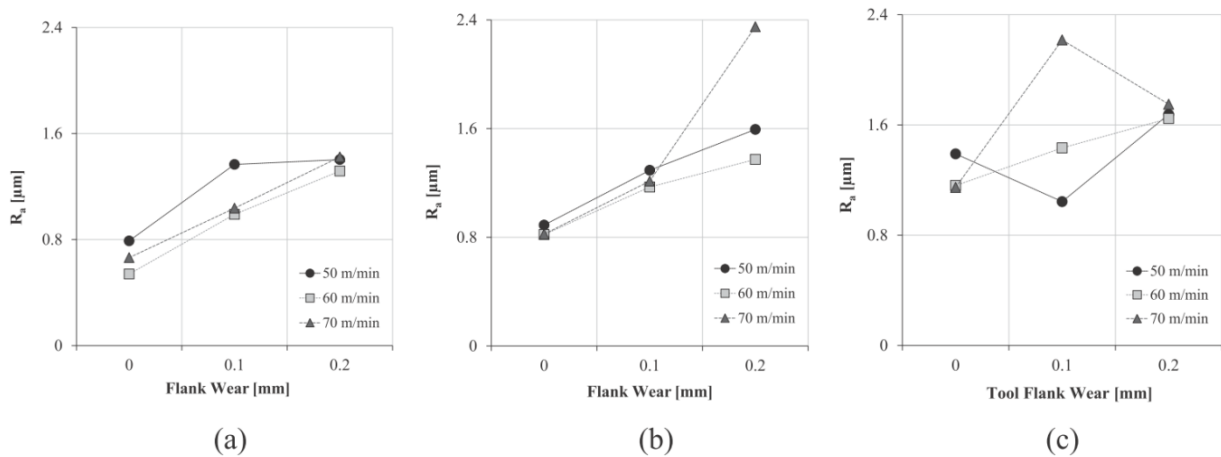 2.4
1.6
0.8
0
Ra [µm]
50 m/min
60 m/min
70 m/min
0 0.1 0.2
Flank Wear [mm]
(a)
2.4
1.6
0.8
0
Ra [µm]
50 m/min
60 m/min
70 m/min
0 0.1 0.2
Flank Wear [mm]
(b)
2.4
1.6
0.8
0
Ra [µm]
50 m/min
60 m/min
70 m/min
0 0.1 0.2
Tool Flank Wear [mm]
(c)